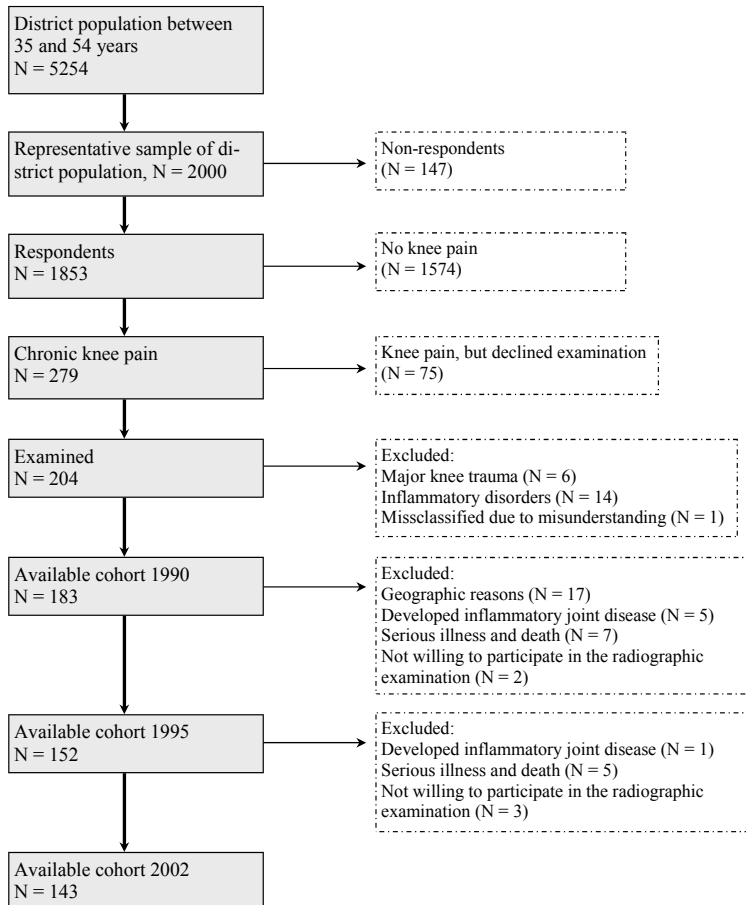 District population between
35 and 54 years
N = 5254
Representative sample of di-
strict population, N = 2000
Non-respondents
(N = 147)
Respondents
N = 1853
No knee pain
(N = 1574)
Chronic knee pain
N = 279
Knee pain, but declined examination
(N = 75)
Examined
N = 204
Excluded:
Major knee trauma (N = 6)
Inflammatory disorders (N = 14)
Missclassified due to misunderstanding (N = 1)
Available cohort 1990
N = 183
Excluded:
Geographic reasons (N = 17)
Developed inflammatory joint disease (N = 5)
Serious illness and death (N = 7)
Not willing to participate in the radiographic
examination (N = 2)
Available cohort 1995
N = 152
Excluded:
Developed inflammatory joint disease (N = 1)
Serious illness and death (N = 5)
Not willing to participate in the radiographic
examination (N = 3)
Available cohort 2002
N = 143